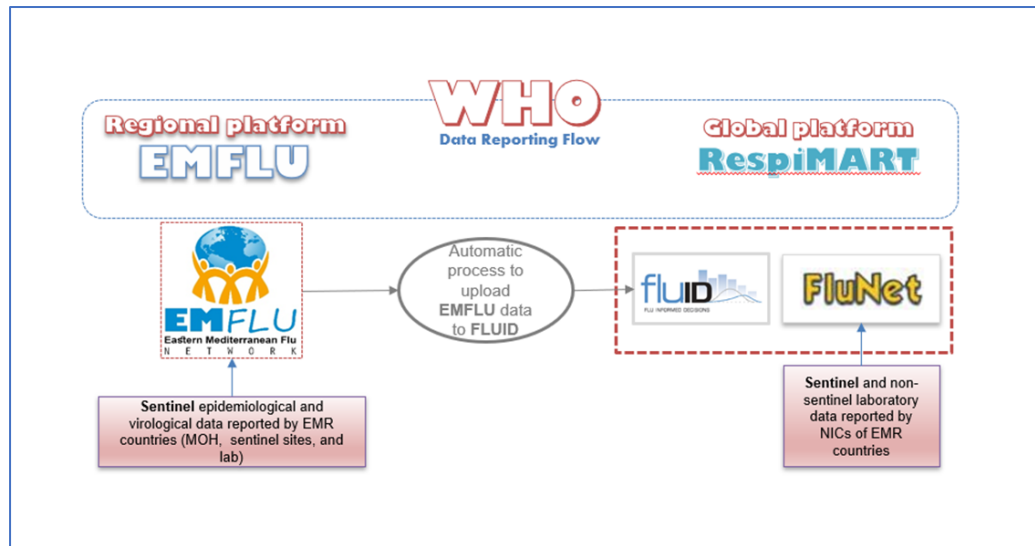 WHO
Data Reporting Flow
Regional platform
EMFLU
Global platform
RespiMART
EMFLU
Eastern Mediterranean Flu
NETWORK
Automatic
process to
upload
EMFLU data
to FLUID
fluID
FLU INFORMED DECISIONS
FluNet
Sentinel epidemiological and
virological data reported by EMR
countries (MOH, sentinel sites, and
lab)
Sentinel and non-
sentinel laboratory
data reported by
NICs of EMR
countries